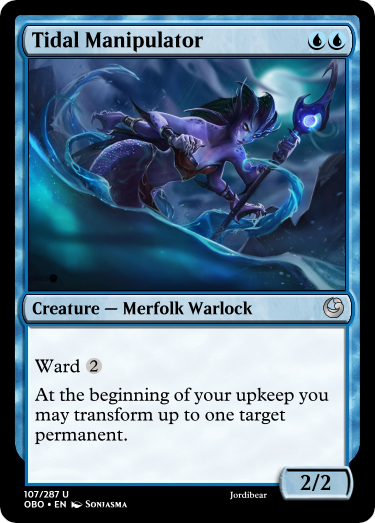 Tidal Manipulator
Creature — Merfolk Warlock
Ward 2
At the beginning of your upkeep you
may transform up to one target
permanent.
2/2
107/287 U
OBO • EN SONIASMA
Jordibear